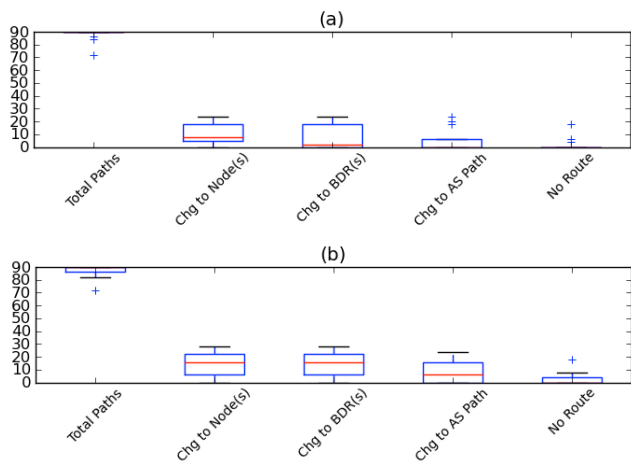 (a)
90
80
70
60
50
40
30
20
10
0
Total Paths
Chg to Node(s)
Chg to BDR(s)
Chg to AS Path
No Route
(b)
90
80
70
60
50
40
30
20
10
0
Total Paths
Chg to Node(s)
Chg to BDR(s)
Chg to AS Path
No Route